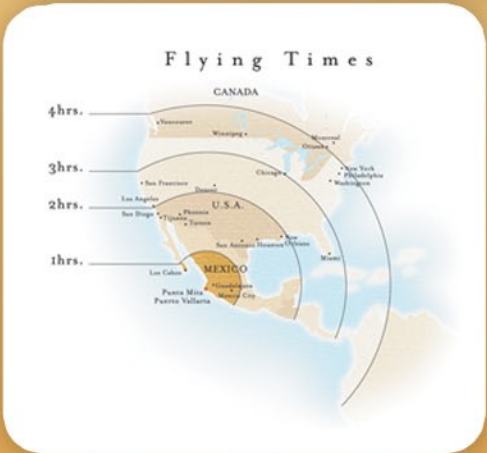 Flying Times
CANADA
4hrs.
Vancouver
Winnipeg
Montreal
Ottawa
3hrs.
Chicago
New York
Philadelphia
Washington
San Francisco
Denver
2hrs.
Los Angeles
U.S.A.
San Diego
Tijuana
Phoenix
Tucson
San Antonio
Houston
New
Orleans
Miami
1hrs.
MEXICO
Los Cabos
Guadalajara
Punta Mita
Puerto Vallarta
Mexico City